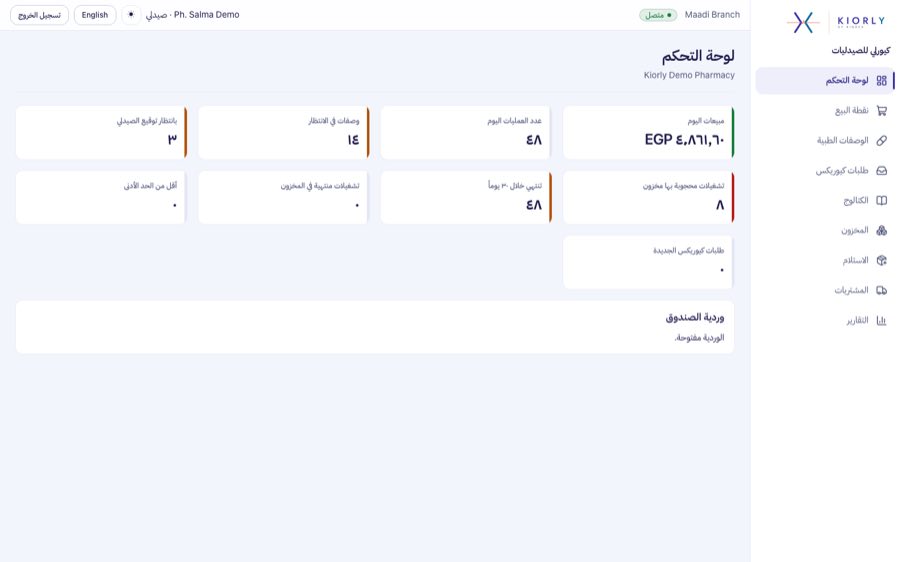 KIORLY
كيورلي للصيدليات
لوحة التحكم
نقطة البيع
الوصفات الطبية
طلبات كيوريكس
الكتالوج
المخزون
الاستلام
المشتريات
التقارير
Maadi Branch
متصل
Ph. Salma Demo · صيدلي
English
تسجيل الخروج
لوحة التحكم
Kiorly Demo Pharmacy
مبيعات اليوم
EGP ٤,٨٦١,٦٠
عدد العمليات اليوم
٤٨
وصفات في الانتظار
١٤
بانتظار توقيع الصيدلي
٣
تشغيلات محجوبة بها مخزون
٨
تنتهي خلال ٣٠ يوماً
٤٨
تشغيلات منتهية في المخزون
٠
أقل من الحد الأدنى
٠
طلبات كيوريكس الجديدة
٠
وردية الصندوق
الوردية مفتوحة.